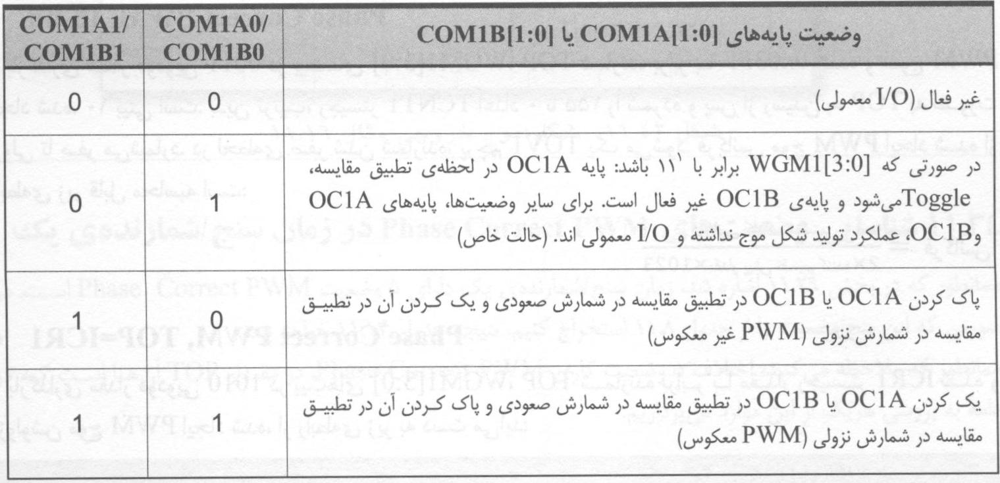 COM1A1/ COM1A0/ وضعیت پایه‌های COM1A[1:0] یا COM1B[1:0]
COM1B1 COM1B0
0 0 غیر فعال (I/O معمولی)
در صورتی که WGM1[3:0] برابر با ۱۱^۱ باشد: پایه OC1A در لحظه‌ی تطبیق مقایسه،
0 1 Toggleمی‌شود و پایه‌ی OC1B غیر فعال است. برای سایر وضعیت‌ها، پایه‌های OC1A
وOC1B، عملکرد تولید شکل موج نداشته و I/O معمولی اند. (حالت خاص)
1 0 پاک کردن OC1A یا OC1B در تطبیق مقایسه در شمارش صعودی و یک کردن آن در تطبیق
مقایسه در شمارش نزولی (PWM غیر معکوس)
1 1 یک کردن OC1A یا OC1B در تطبیق مقایسه در شمارش صعودی و پاک کردن آن در تطبیق
مقایسه در شمارش نزولی (PWM معکوس)